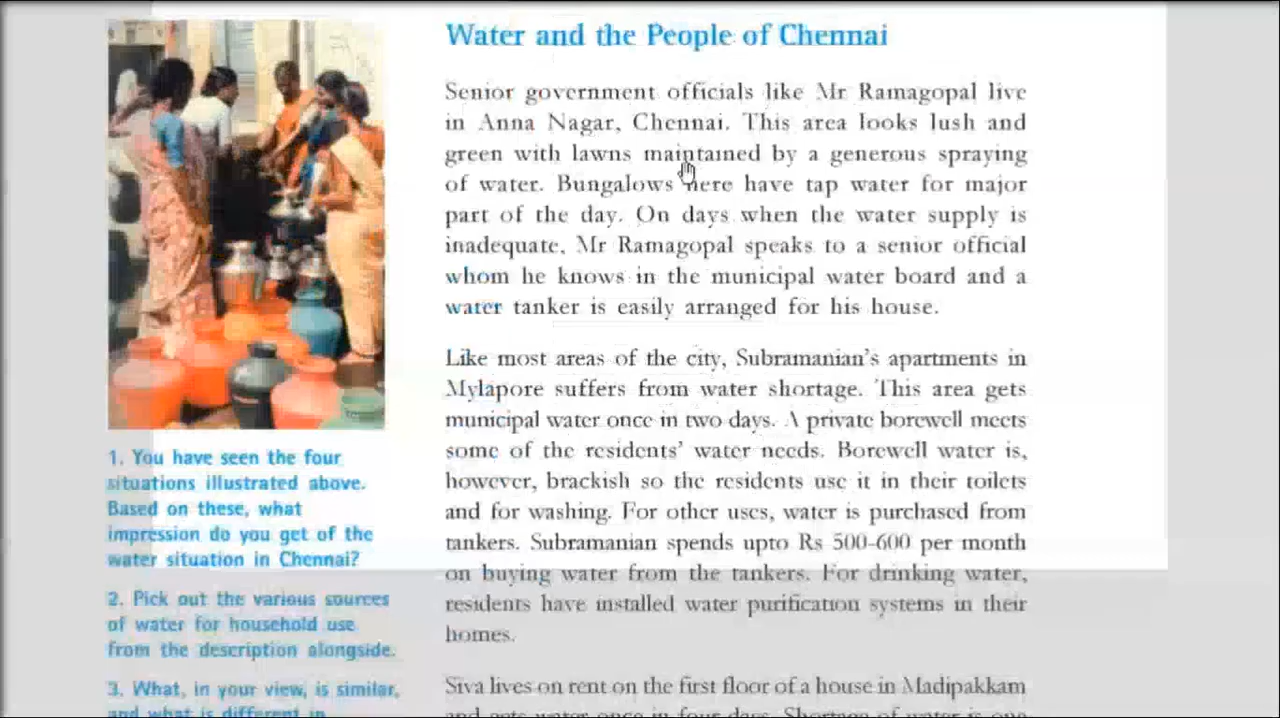 Water and the People of Chennai
Senior government officials like Mr Ramagopal live
in Anna Nagar, Chennai. This area looks lush and
green with lawns maintained by a generous spraying
of water. Bungalows here have tap water for major
part of the day. On days when the water supply is
inadequate, Mr Ramagopal speaks to a senior official
whom he knows in the municipal water board and a
water tanker is easily arranged for his house.
Like most areas of the city, Subramanian's apartments in
Mylapore suffers from water shortage. This area gets
municipal water once in two days. A private borewell meets
some of the residents' water needs. Borewell water is,
however, brackish so the residents use it in their toilets
and for washing. For other uses, water is purchased from
tankers. Subramanian spends upto Rs 500-600 per month
on buying water from the tankers. For drinking water,
residents have installed water purification systems in their
homes.
Siva lives on rent on the first floor of a house in Madipakkam
and gets water once in four days. Shortage of water is one
1. You have seen the four
situations illustrated above.
Based on these, what
impression do you get of the
water situation in Chennai?
2. Pick out the various sources
of water for household use
from the description alongside.
3. What, in your view, is similar,
and what is different in